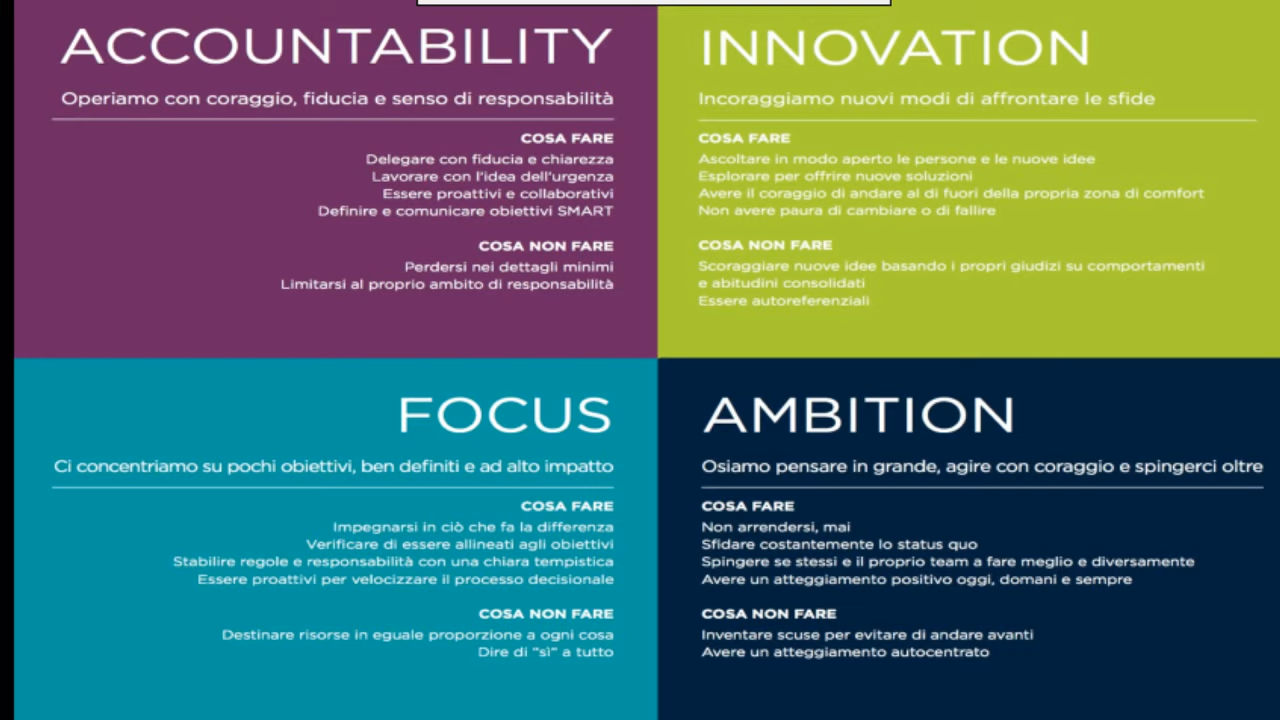 ACCOUNTABILITY
Operiamo con coraggio, fiducia e senso di responsabilità
COSA FARE
Delegare con fiducia e chiarezza
Lavorare con l'idea dell'urgenza
Essere proattivi e collaborativi
Definire e comunicare obiettivi SMART
COSA NON FARE
Perdersi nei dettagli minimi
Limitarsi al proprio ambito di responsabilità
INNOVATION
Incoraggiamo nuovi modi di affrontare le sfide
COSA FARE
Ascoltare in modo aperto le persone e le nuove idee
Esplorare per offrire nuove soluzioni
Avere il coraggio di andare al di fuori della propria zona di comfort
Non avere paura di cambiare o di fallire
COSA NON FARE
Scoraggiare nuove idee basando i propri giudizi su comportamenti
e abitudini consolidati
Essere autoreferenziali
FOCUS
Ci concentriamo su pochi obiettivi, ben definiti e ad alto impatto
COSA FARE
Impegnarsi in ciò che fa la differenza
Verificare di essere allineati agli obiettivi
Stabilire regole e responsabilità con una chiara tempistica
Essere proattivi per velocizzare il processo decisionale
COSA NON FARE
Destinare risorse in eguale proporzione a ogni cosa
Dire di "sì" a tutto
AMBITION
Osiamo pensare in grande, agire con coraggio e spingerci oltre
COSA FARE
Non arrendersi, mai
Sfidare costantemente lo status quo
Spingere se stessi e il proprio team a fare meglio e diversamente
Avere un atteggiamento positivo oggi, domani e sempre
COSA NON FARE
Inventare scuse per evitare di andare avanti
Avere un atteggiamento autocentrato